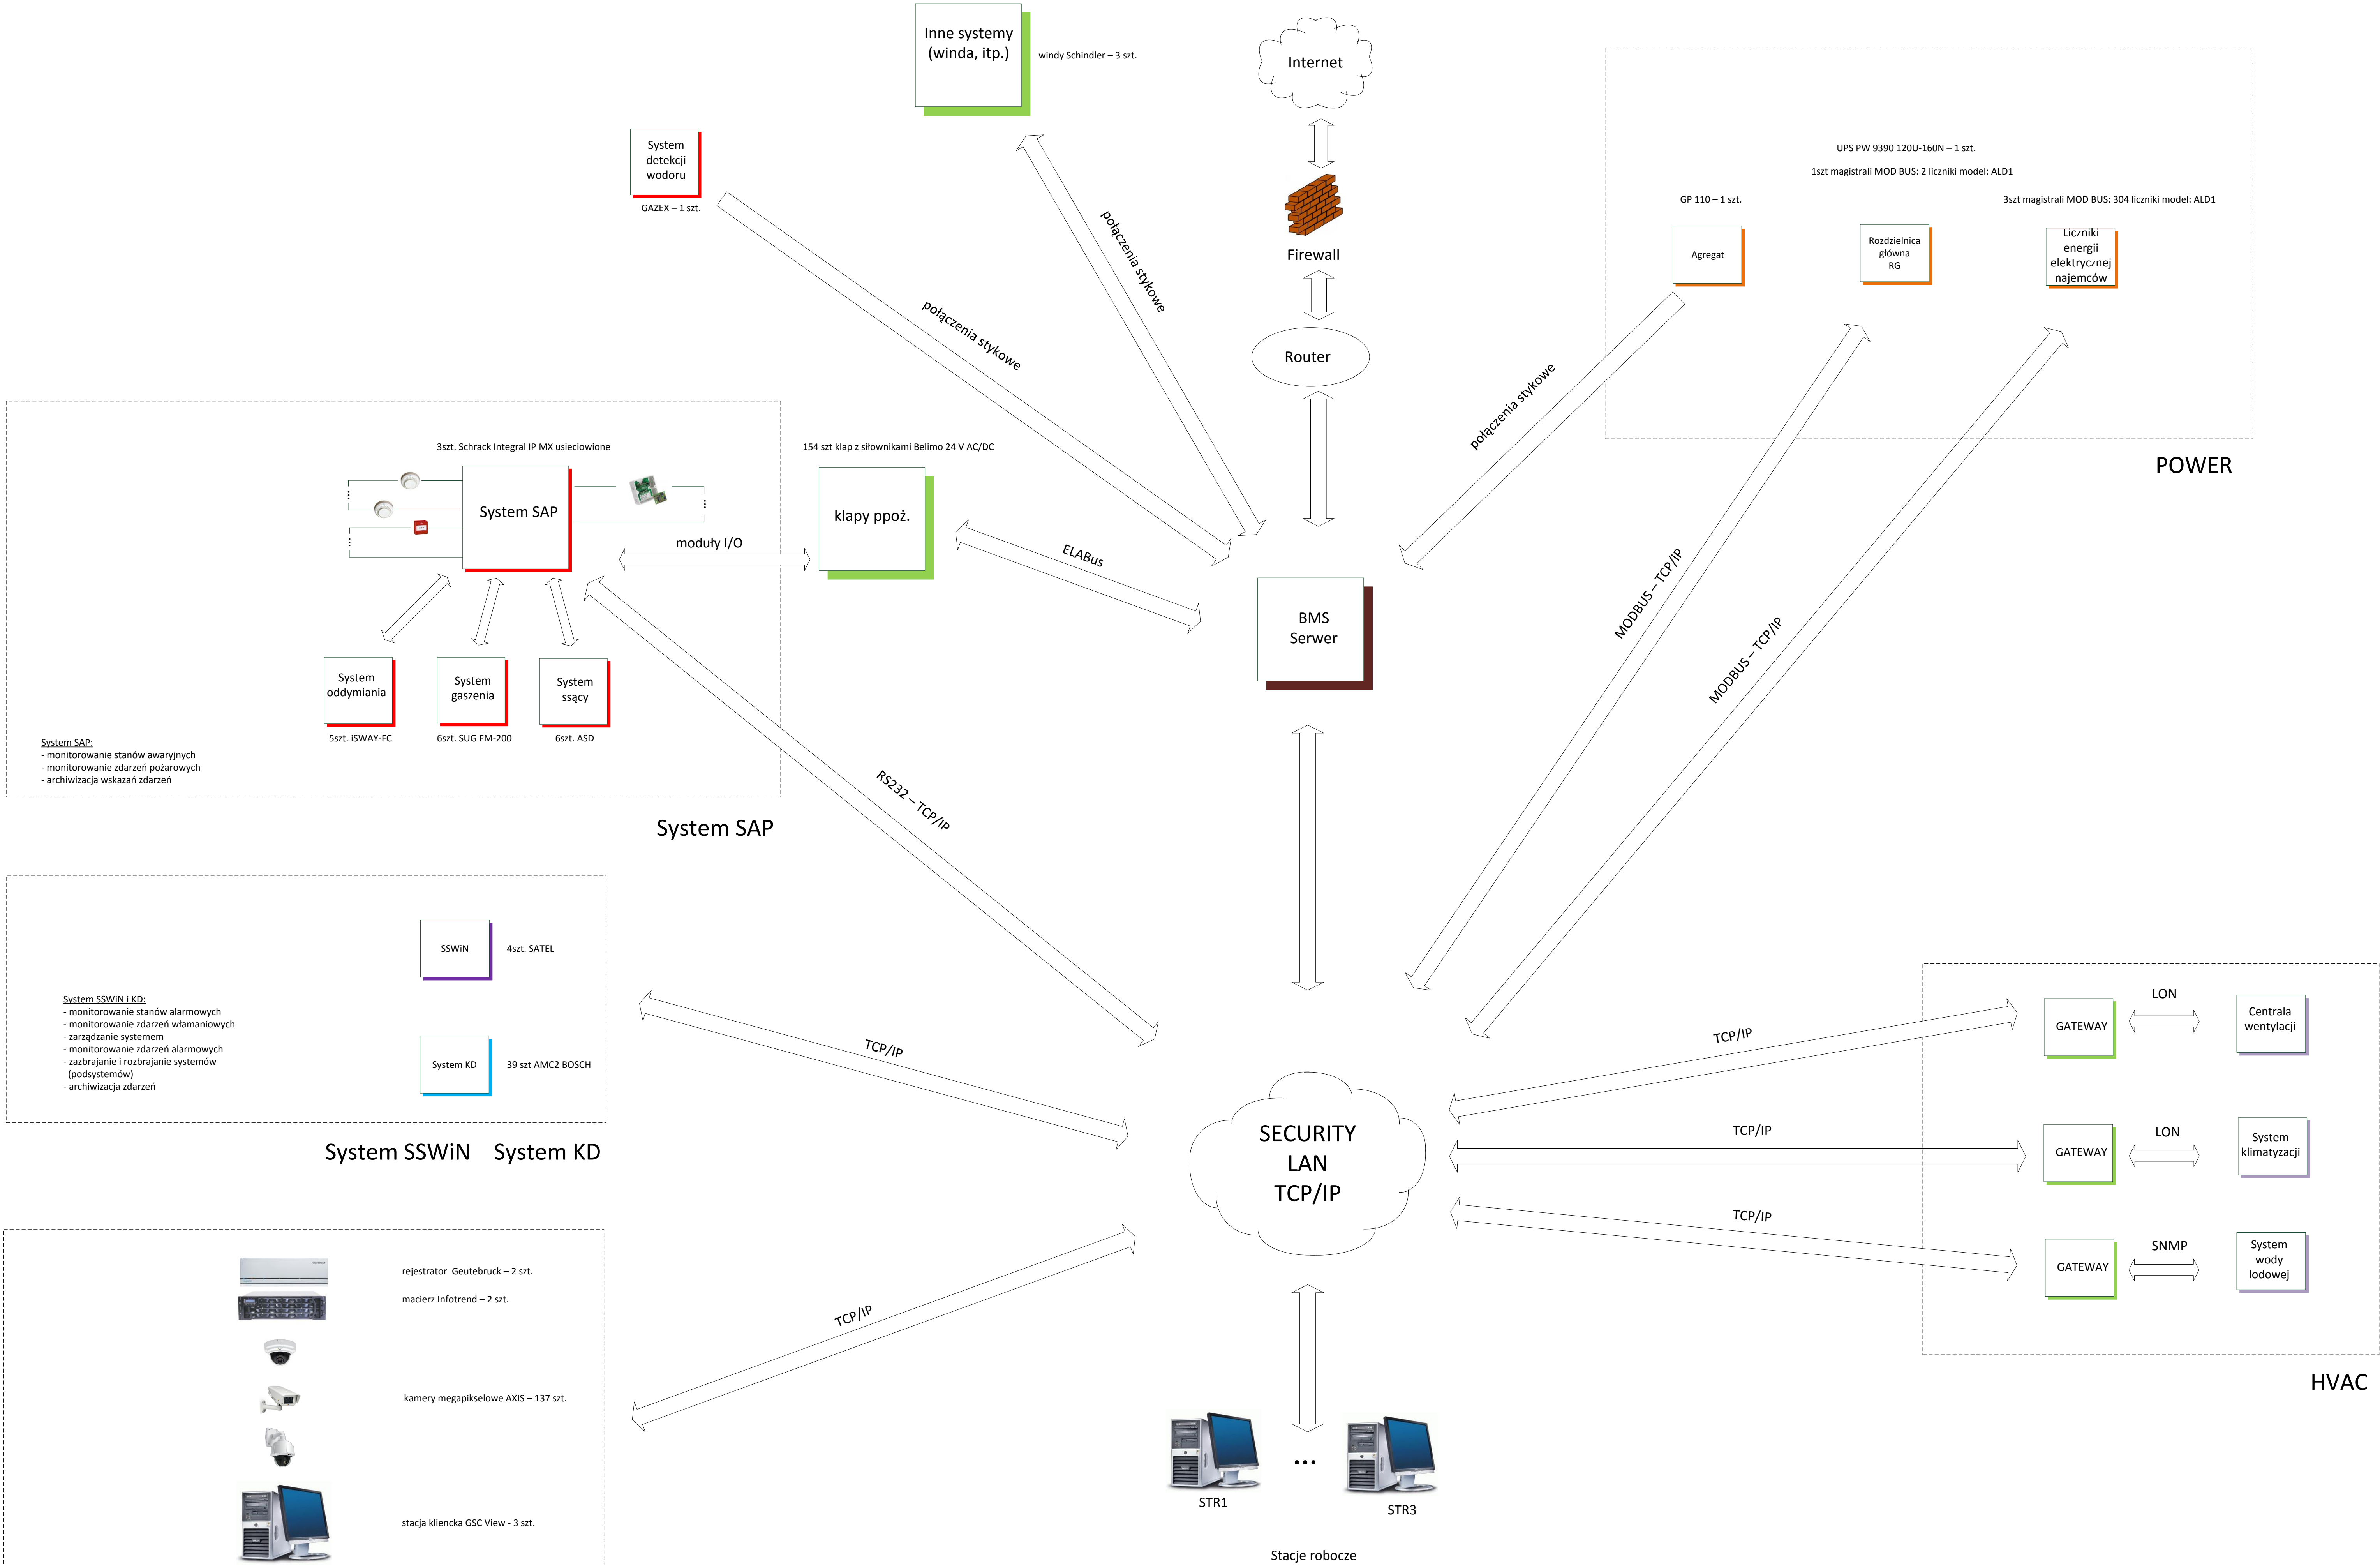 Inne systemy
(winda, itp.)
windy Schindler – 3 szt.
Internet
System
detekcji
wodoru
GAZEX – 1 szt.
Firewall
Router
połączenia stykowe
połączenia stykowe
połączenia stykowe
UPS PW 9390 120U-160N – 1 szt.
1szt magistrali MOD BUS: 2 liczniki model: ALD1
GP 110 – 1 szt.
3szt magistrali MOD BUS: 304 liczniki model: ALD1
Agregat
Rozdzielnica
główna
RG
Liczniki
energii
elektrycznej
najemców
POWER
3szt. Schrack Integral IP MX usieciowione
154 szt klap z siłownikami Belimo 24 V AC/DC
System SAP
klapy ppoż.
moduły I/O
ELABus
BMS
Serwer
MODBUS – TCP/IP
MODBUS – TCP/IP
System
oddymiania
System
gaszenia
System
ssący
5szt. iSWAY-FC
6szt. SUG FM-200
6szt. ASD
System SAP:
- monitorowanie stanów awaryjnych
- monitorowanie zdarzeń pożarowych
- archiwizacja wskazań zdarzeń
RS232 – TCP/IP
System SAP
SSWiN
4szt. SATEL
System SSWiN i KD:
- monitorowanie stanów alarmowych
- monitorowanie zdarzeń włamaniowych
- zarządzanie systemem
- monitorowanie zdarzeń alarmowych
- zazbrajanie i rozbrajanie systemów
(podsystemów)
- archiwizacja zdarzeń
System KD
39 szt AMC2 BOSCH
TCP/IP
System SSWiN System KD
SECURITY
LAN
TCP/IP
TCP/IP
GATEWAY
LON
Centrala
wentylacji
TCP/IP
GATEWAY
LON
System
klimatyzacji
TCP/IP
GATEWAY
SNMP
System
wody
lodowej
HVAC
rejestrator Geutebruck – 2 szt.
macierz Infotrend – 2 szt.
kamery megapikselowe AXIS – 137 szt.
stacja kliencka GSC View - 3 szt.
TCP/IP
STR1
...
STR3
Stacje robocze